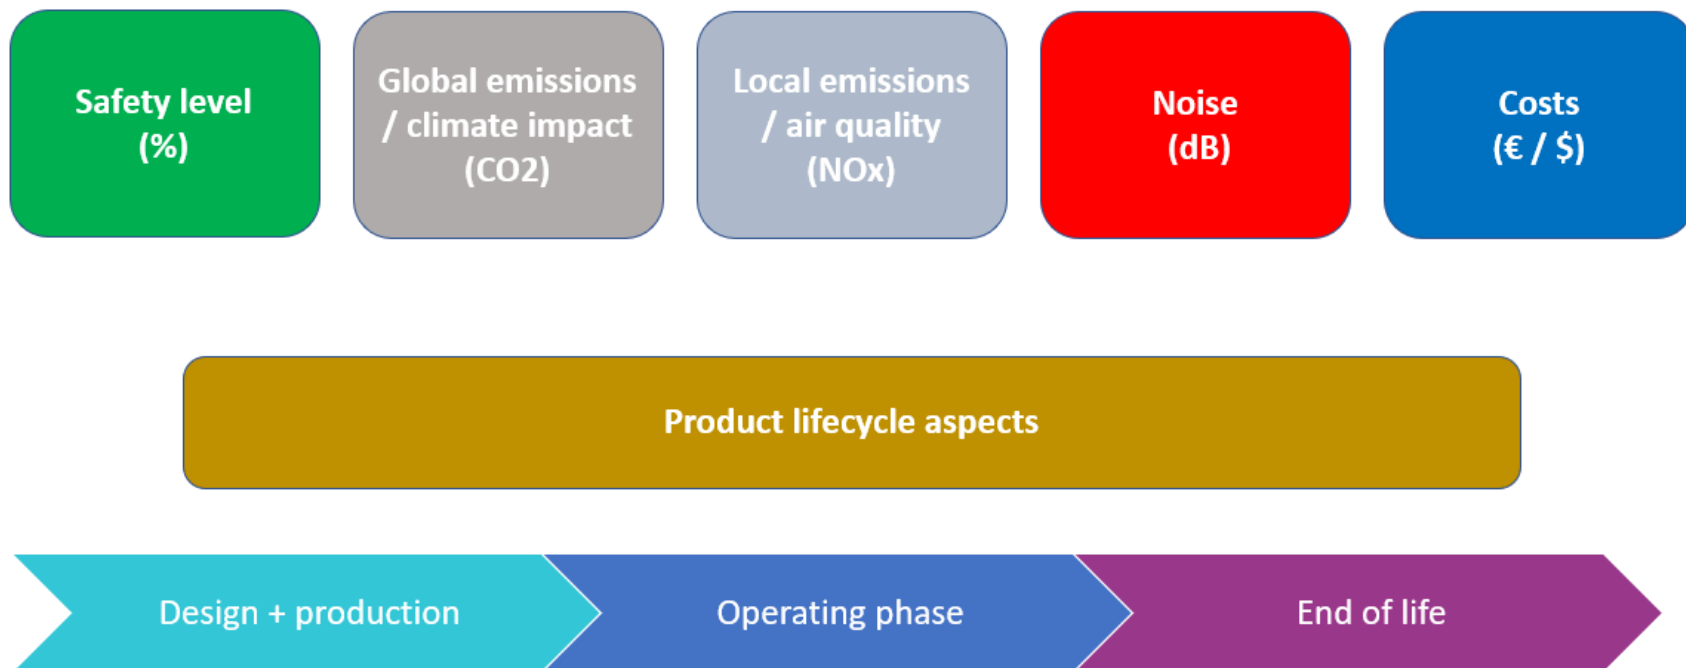 Safety level
(%)
Global emissions
/ climate impact
(CO2)
Local emissions
/ air quality
(NOx)
Noise
(dB)
Costs
(€ / $)
Product lifecycle aspects
Design + production
Operating phase
End of life